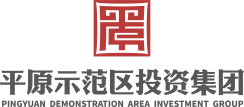 平原示范区投资集团
PINGYUAN DEMONSTRATION AREA INVESTMENT GROUP